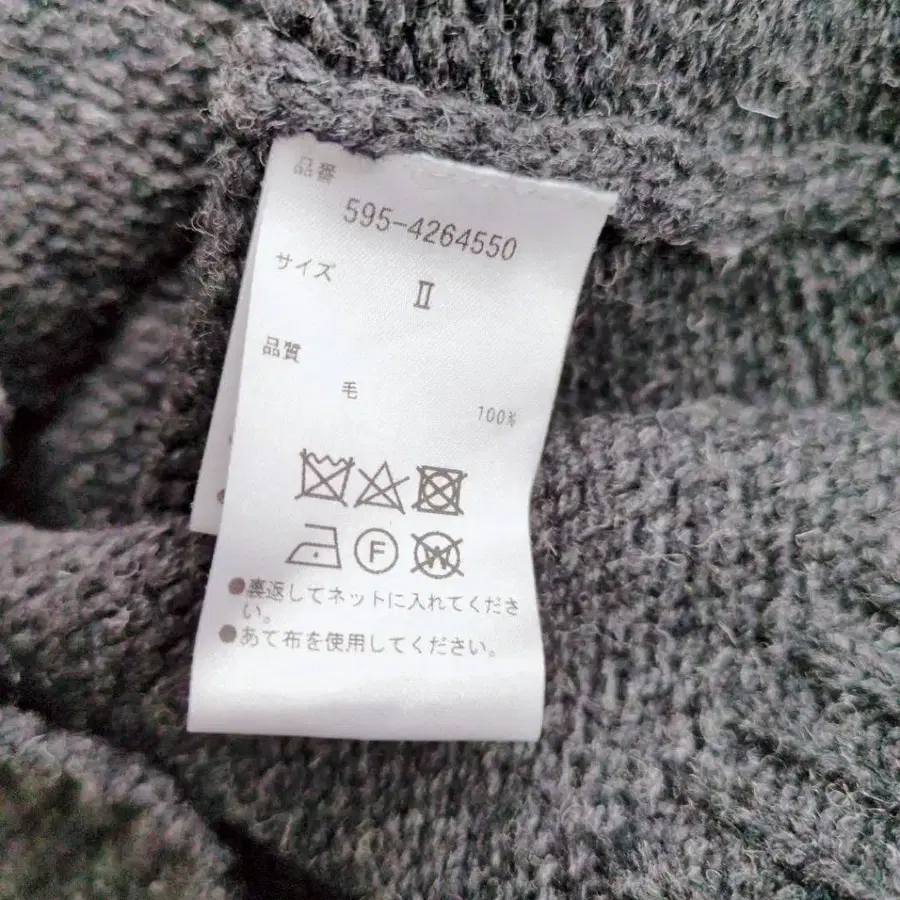 品番
595-4264550
サイズ
Ⅱ
品質
毛
100%
F
W
●裏返してネットに入れてくださ
い。
●あて布を使用してください。